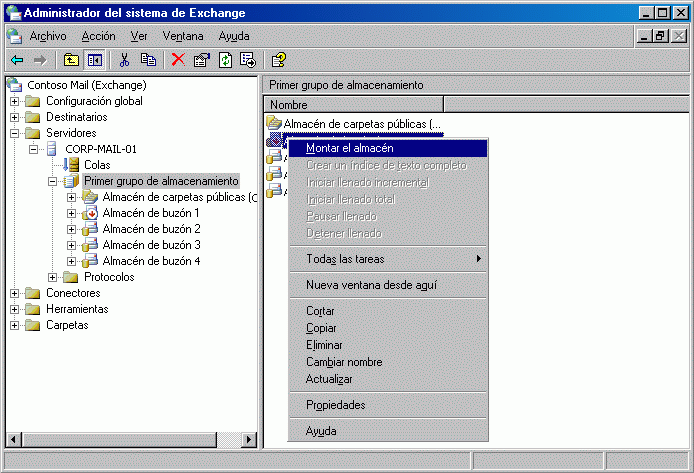 Administrador del sistema de Exchange
Archivo Acción Ver Ventana Ayuda
Contoso Mail (Exchange)
Configuración global
Destinatarios
Servidores
CORP-MAIL-01
Colas
Primer grupo de almacenamiento
Almacén de carpetas públicas (C
Almacén de buzón 1
Almacén de buzón 2
Almacén de buzón 3
Almacén de buzón 4
Protocolos
Conectores
Herramientas
Carpetas
Primer grupo de almacenamiento
Nombre
Almacén de carpetas públicas (...
Montar el almacén
Crear un índice de texto completo
Iniciar llenado incremental
Iniciar llenado total
Pausar llenado
Detener llenado
Todas las tareas
Nueva ventana desde aquí
Cortar
Copiar
Eliminar
Cambiar nombre
Actualizar
Propiedades
Ayuda